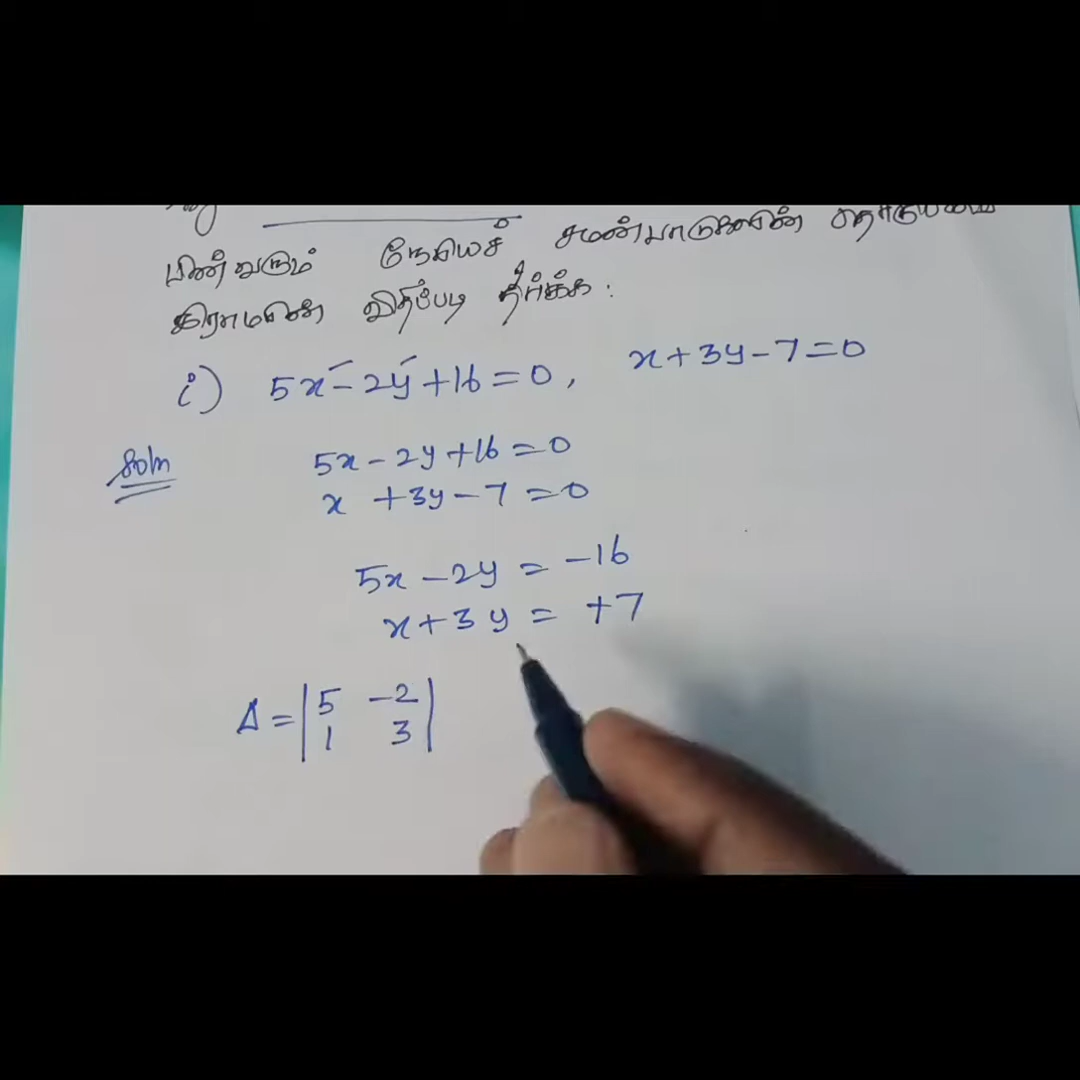 பின்வரும் நேரியச் சமன்பாடுகளின்
கிராமரின் விதிப்படி தீர்க்க :
i) 5x - 2y + 16 = 0 , x + 3y - 7 = 0
Soln
5x - 2y + 16 = 0
x + 3y - 7 = 0
5x - 2y = -16
x + 3y = +7
Δ = | 5 -2 |
| 1 3 |